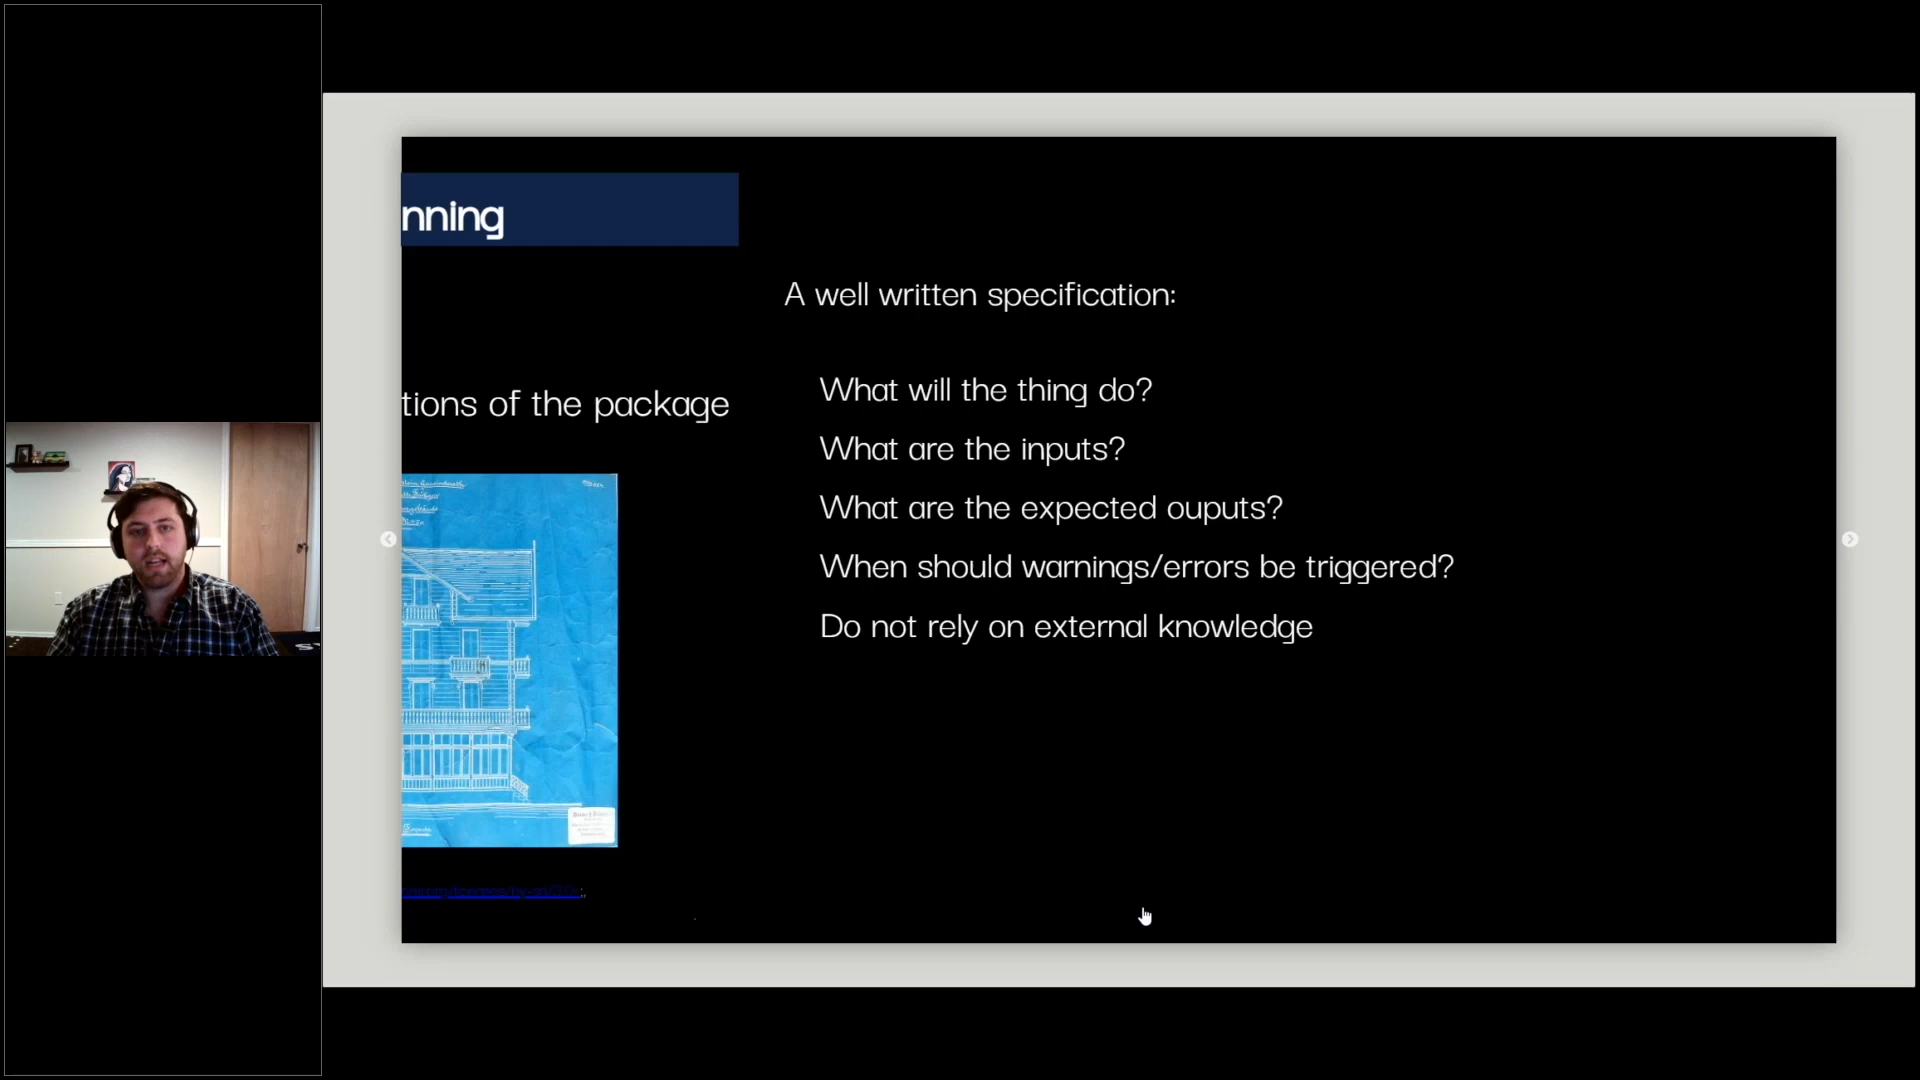 nning
tions of the package
A well written specification:
What will the thing do?
What are the inputs?
What are the expected ouputs?
When should warnings/errors be triggered?
Do not rely on external knowledge